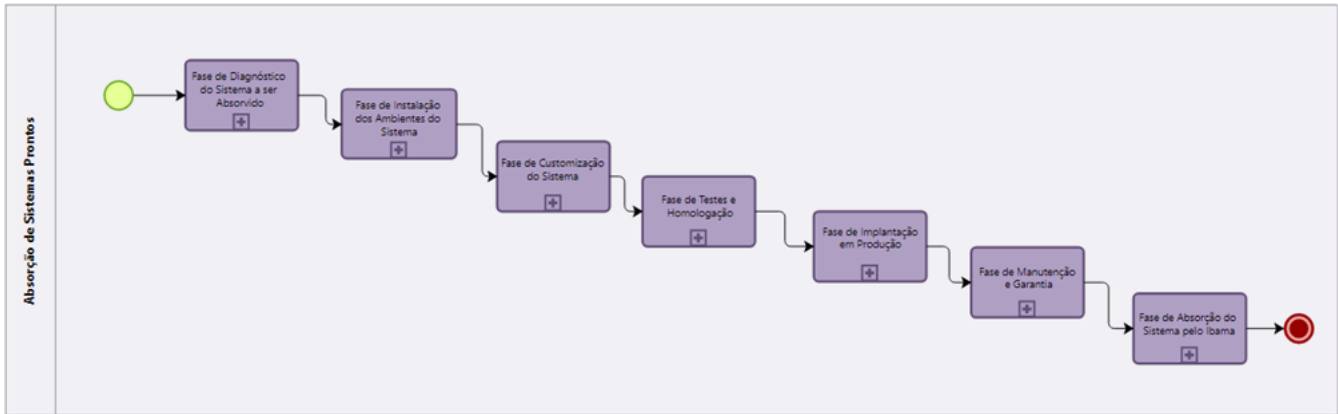 Absorção de Sistemas Prontos
Fase de Diagnóstico
do Sistema a ser
Absorvido
Fase de Instalação
dos Ambientes do
Sistema
Fase de Customização
do Sistema
Fase de Testes e
Homologação
Fase de Implantação
em Produção
Fase de Manutenção
e Garantia
Fase de Absorção do
Sistema pelo Ibama